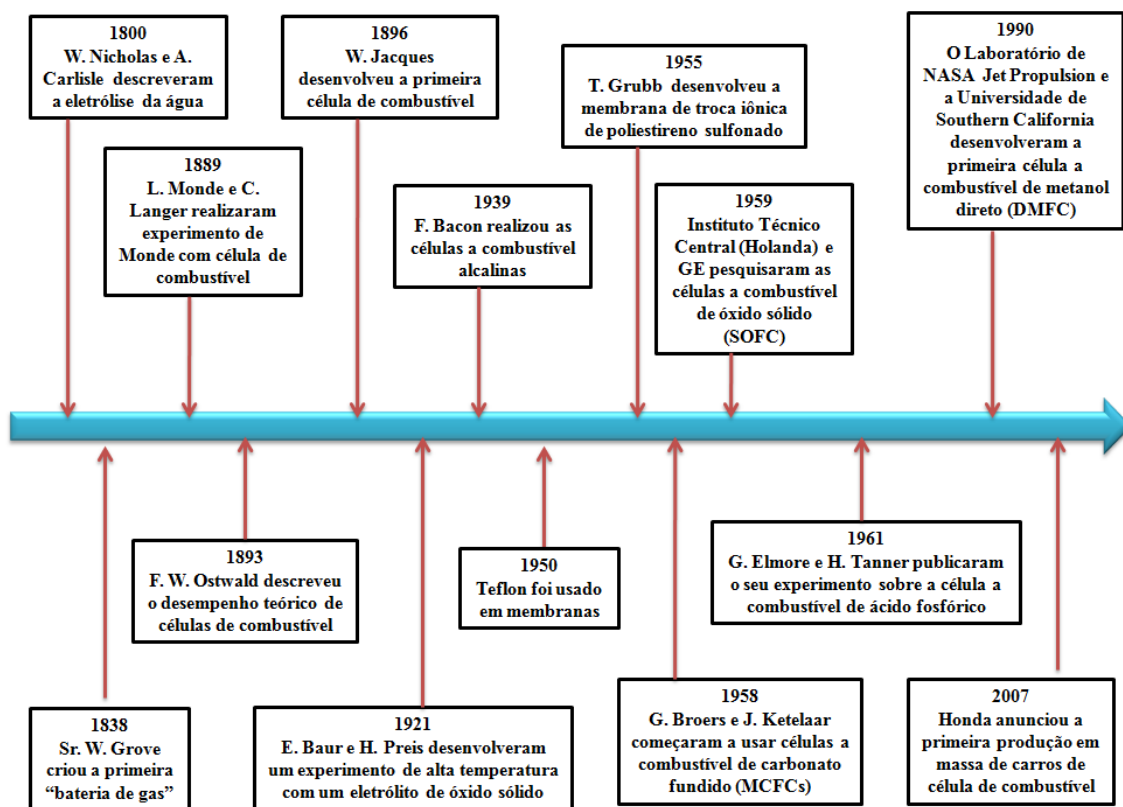 1800
W. Nicholas e A.
Carlisle descreveram
a eletrólise da água
1896
W. Jacques
desenvolveu a primeira
célula de combustível
1955
T. Grubb desenvolveu a
membrana de troca iônica
de poliestireno sulfonado
1990
O Laboratório de
NASA Jet Propulsion e
a Universidade de
Southern California
desenvolveram a
primeira célula a
combustível de metanol
direto (DMFC)
1889
L. Monde e C.
Langer realizaram
experimento de
Monde com célula de
combustível
1939
F. Bacon realizou as
células a combustível
alcalinas
1959
Instituto Técnico
Central (Holanda) e
GE pesquisaram as
células a combustível
de óxido sólido
(SOFC)
1893
F. W. Ostwald descreveu
o desempenho teórico de
células de combustível
1950
Teflon foi usado
em membranas
1961
G. Elmore e H. Tanner publicaram
o seu experimento sobre a célula a
combustível de ácido fosfórico
1838
Sr. W. Grove
criou a primeira
“bateria de gas”
1921
E. Baur e H. Preis desenvolveram
um experimento de alta temperatura
com um eletrólito de óxido sólido
1958
G. Broers e J. Ketelaar
começaram a usar células a
combustível de carbonato
fundido (MCFCs)
2007
Honda anunciou a
primeira produção em
massa de carros de
célula de combustível